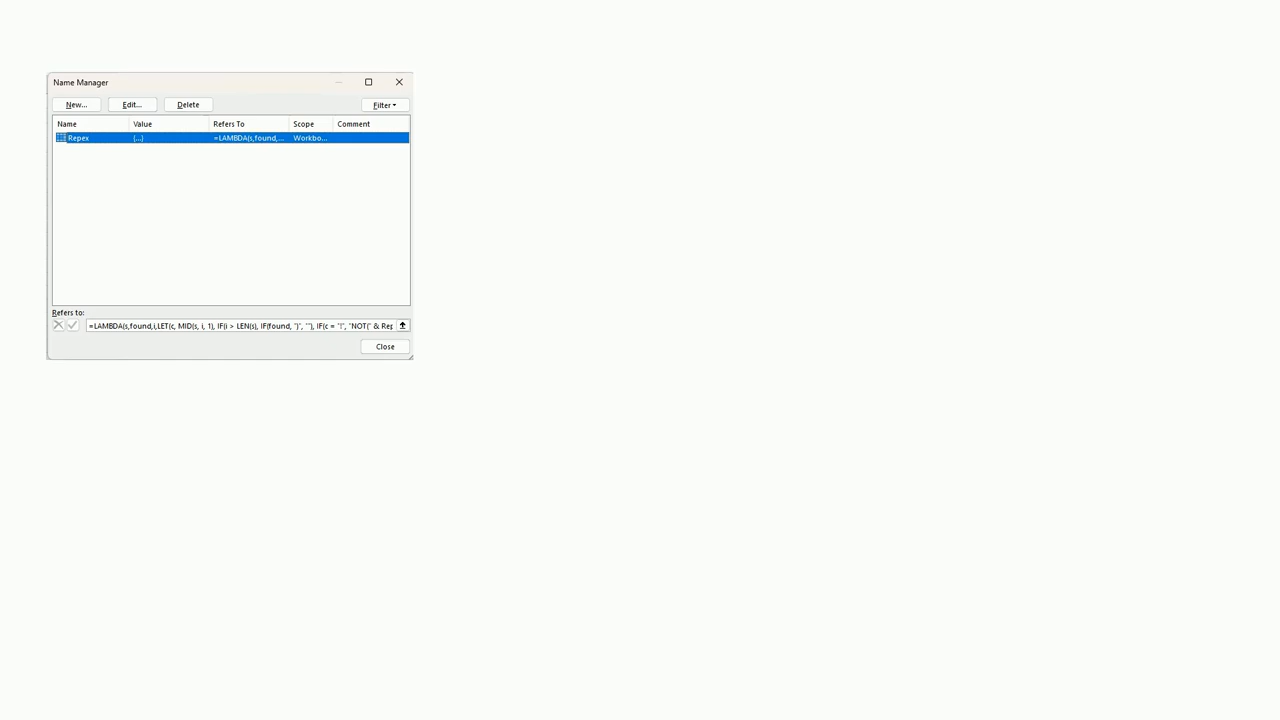 Name Manager
New... Edit... Delete Filter
Name Value Refers To Scope Comment
Repex {...} =LAMBDA(s,found,... Workbo...
Refers to:
=LAMBDA(s,found,i,LET(c, MID(s, i, 1), IF(i > LEN(s), IF(found, ")", ""), IF(c = "!", "NOT(" & Rep
Close